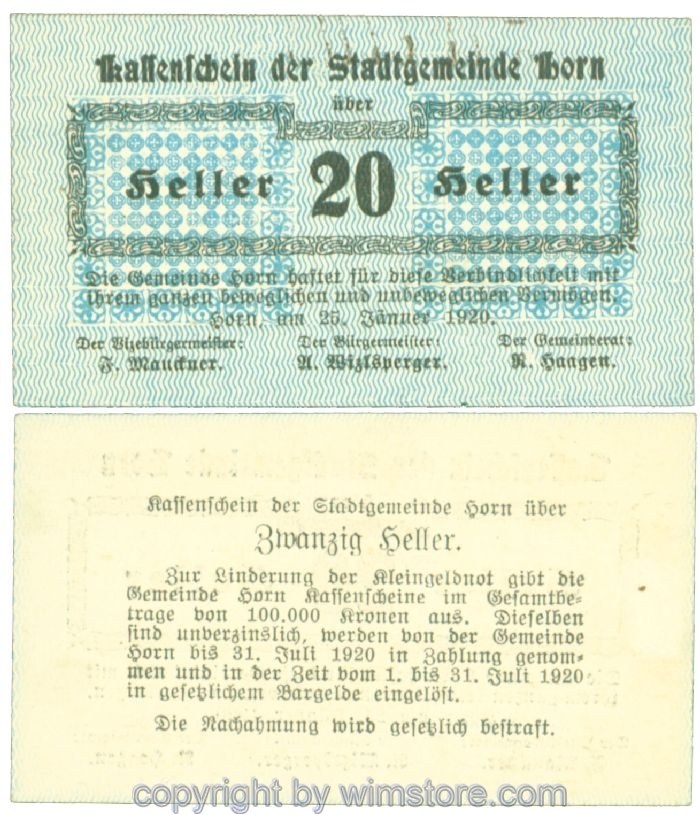 Kassenschein der Stadtgemeinde Horn
über
Heller 20 Heller
Die Gemeinde Horn haftet für diese Verbindlichkeit mit
ihrem ganzen beweglichen und unbeweglichen Vermögen.
Horn, am 25. Jänner 1920.
Der Vizebürgermeister: Der Bürgermeister: Der Gemeinderat:
F. Mauckner. A. Wizlsperger. R. Haagen.
Kassenschein der Stadtgemeinde Horn über
Zwanzig Heller.
Zur Linderung der Kleingeldnot gibt die
Gemeinde Horn Kassenscheine im Gesamtbe-
trage von 100.000 Kronen aus. Dieselben
sind unverzinslich, werden von der Gemeinde
Horn bis 31. Juli 1920 in Zahlung genom-
men und in der Zeit vom 1. bis 31. Juli 1920
in gesetzlichem Bargelde eingelöst.
Die Nachahmung wird gesetzlich bestraft.
copyright by wimstore.com